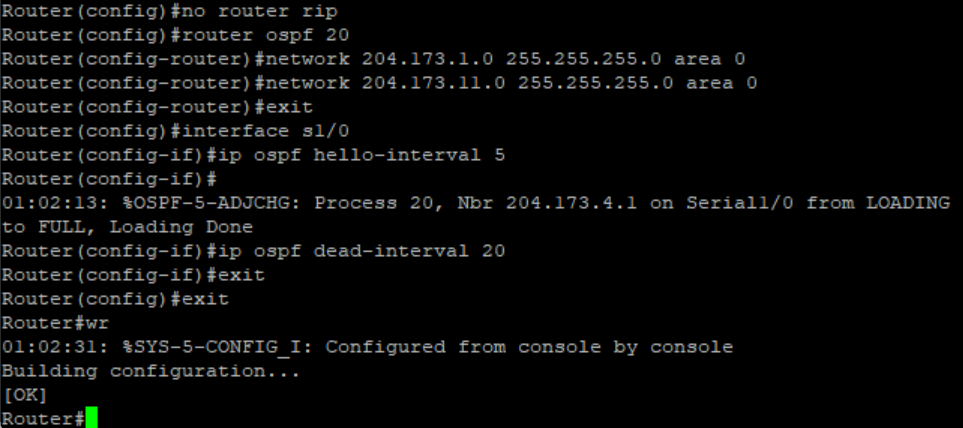 Router(config)#no router rip
Router(config)#router ospf 20
Router(config-router)#network 204.173.1.0 255.255.255.0 area 0
Router(config-router)#network 204.173.11.0 255.255.255.0 area 0
Router(config-router)#exit
Router(config)#interface s1/0
Router(config-if)#ip ospf hello-interval 5
Router(config-if)#
01:02:13: %OSPF-5-ADJCHG: Process 20, Nbr 204.173.4.1 on Serial1/0 from LOADING
to FULL, Loading Done
Router(config-if)#ip ospf dead-interval 20
Router(config-if)#exit
Router(config)#exit
Router#wr
01:02:31: %SYS-5-CONFIG_I: Configured from console by console
Building configuration...
[OK]
Router#